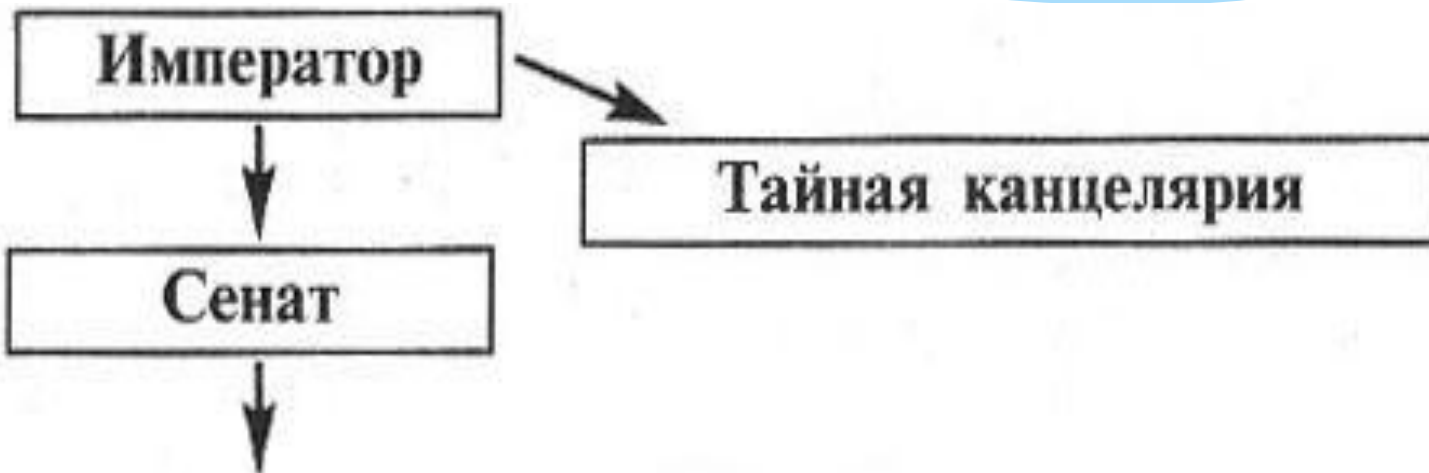 Император
Тайная канцелярия
Сенат